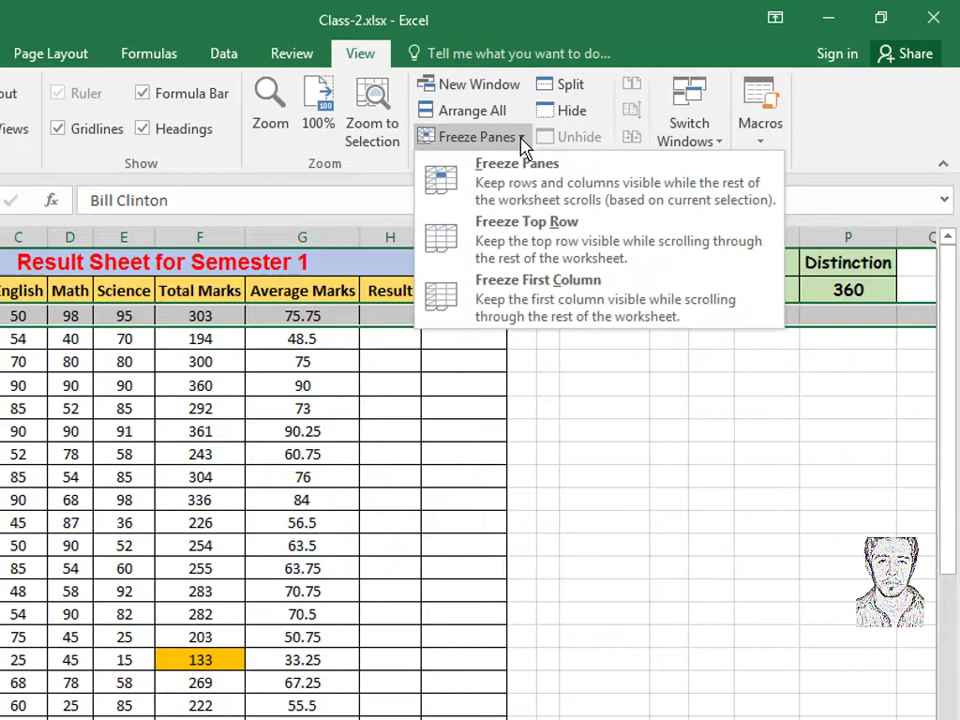 Class-2.xlsx - Excel
Page Layout Formulas Data Review View Tell me what you want to do... Sign in Share
out Ruler Formula Bar
Views Gridlines Headings
Show
Zoom 100% Zoom to Selection
Zoom
100
New Window
Arrange All
Freeze Panes
Split
Hide
Unhide
Switch Windows
Macros
Freeze Panes
Keep rows and columns visible while the rest of
the worksheet scrolls (based on current selection).
Freeze Top Row
Keep the top row visible while scrolling through
the rest of the worksheet.
Freeze First Column
Keep the first column visible while scrolling
through the rest of the worksheet.
fx Bill Clinton
C D E F G H P Q
Result Sheet for Semester 1 Distinction
English Math Science Total Marks Average Marks Result 360
50 98 95 303 75.75
54 40 70 194 48.5
70 80 80 300 75
90 90 90 360 90
85 52 85 292 73
90 90 91 361 90.25
52 78 58 243 60.75
85 54 85 304 76
90 68 98 336 84
45 87 36 226 56.5
50 90 52 254 63.5
85 54 60 255 63.75
48 58 92 283 70.75
54 90 82 282 70.5
75 45 25 203 50.75
25 45 15 133 33.25
68 78 58 269 67.25
60 25 85 222 55.5